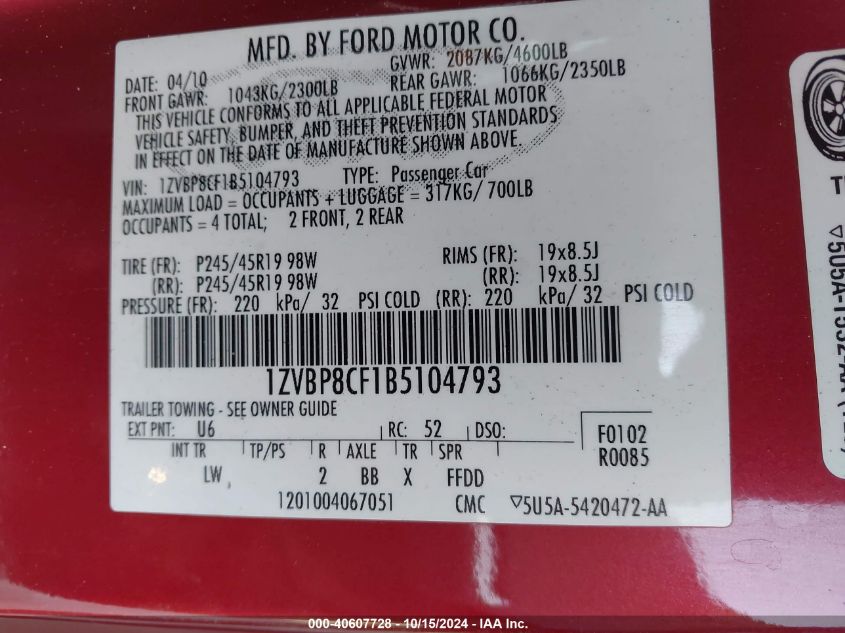 MFD. BY FORD MOTOR CO.
DATE: 04/10 GVWR: 2087KG/4600LB
FRONT GAWR: 1043KG/2300LB REAR GAWR: 1066KG/2350LB
THIS VEHICLE CONFORMS TO ALL APPLICABLE FEDERAL MOTOR
VEHICLE SAFETY, BUMPER, AND THEFT PREVENTION STANDARDS
IN EFFECT ON THE DATE OF MANUFACTURE SHOWN ABOVE.
VIN: 1ZVBP8CF1B5104793 TYPE: Passenger Car
MAXIMUM LOAD = OCCUPANTS + LUGGAGE = 317KG/ 700LB
OCCUPANTS = 4 TOTAL; 2 FRONT, 2 REAR
TIRE (FR): P245/45R19 98W RIMS (FR): 19x8.5J
(RR): P245/45R19 98W (RR): 19x8.5J
PRESSURE (FR): 220 kPa/ 32 PSI COLD (RR): 220 kPa/ 32 PSI COLD
1ZVBP8CF1B5104793
TRAILER TOWING - SEE OWNER GUIDE
EXT PNT: U6 RC: 52 DSO: F0102
INT TR TP/PS R AXLE TR SPR R0085
LW 2 BB X FFDD
1201004067051 CMC ▽5U5A-5420472-AA
000-40607728 - 10/15/2024 - IAA Inc.